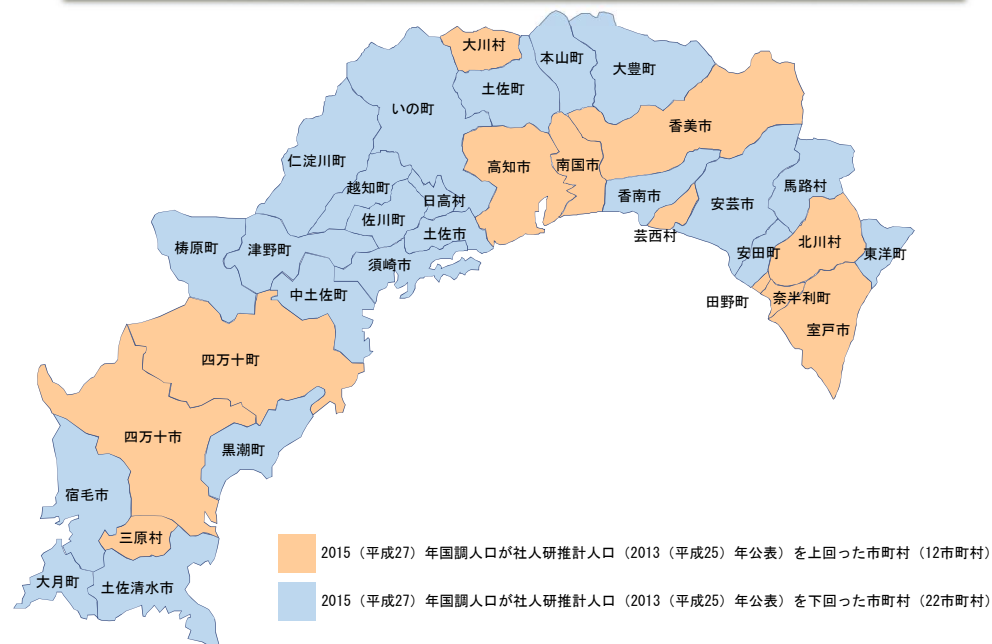 大川村
本山町
大豊町
土佐町
いの町
香美市
仁淀川町
高知市
南国市
越知町
日高村
香南市
安芸市
馬路村
佐川町
土佐市
芸西村
北川村
梼原町
津野町
安田町
東洋町
須崎市
中土佐町
田野町
奈半利町
室戸市
四万十町
四万十市
黒潮町
宿毛市
三原村
大月町
土佐清水市
2015（平成27）年国調人口が社人研推計人口（2013（平成25）年公表）を上回った市町村（12市町村）
2015（平成27）年国調人口が社人研推計人口（2013（平成25）年公表）を下回った市町村（22市町村）